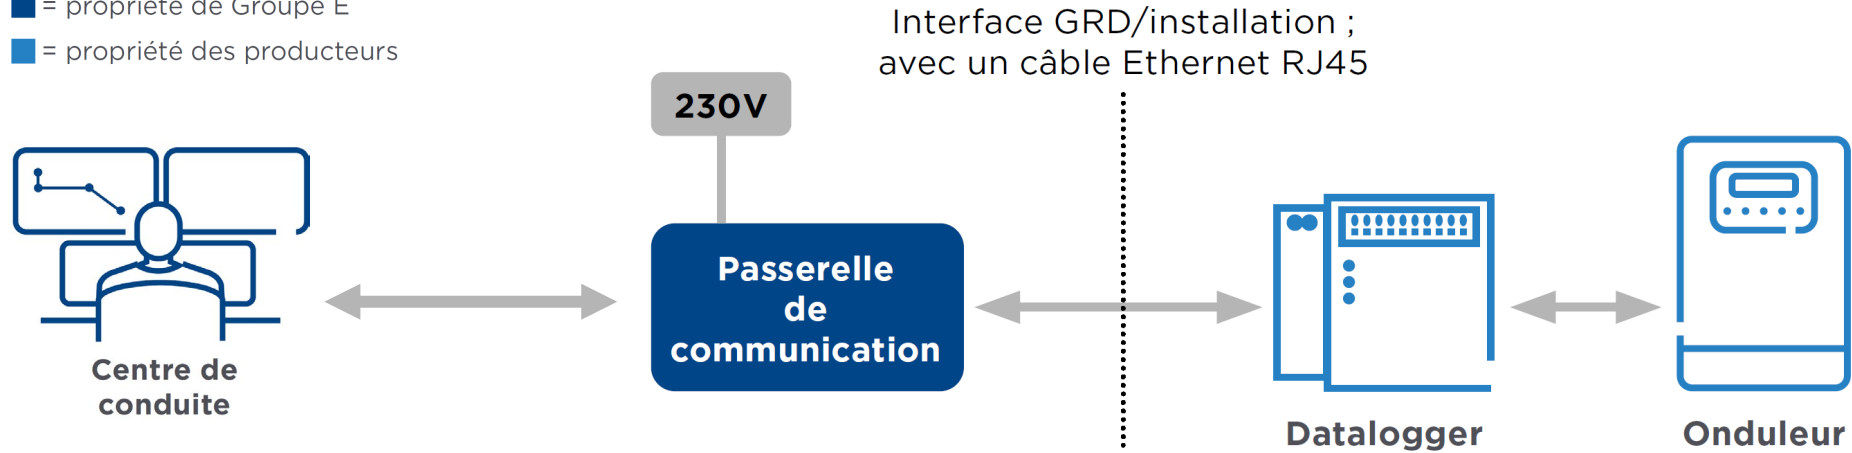 = propriété de Groupe E
= propriété des producteurs
Interface GRD/installation ;
avec un câble Ethernet RJ45
230V
Passerelle
de
communication
Centre de
conduite
Datalogger
Onduleur